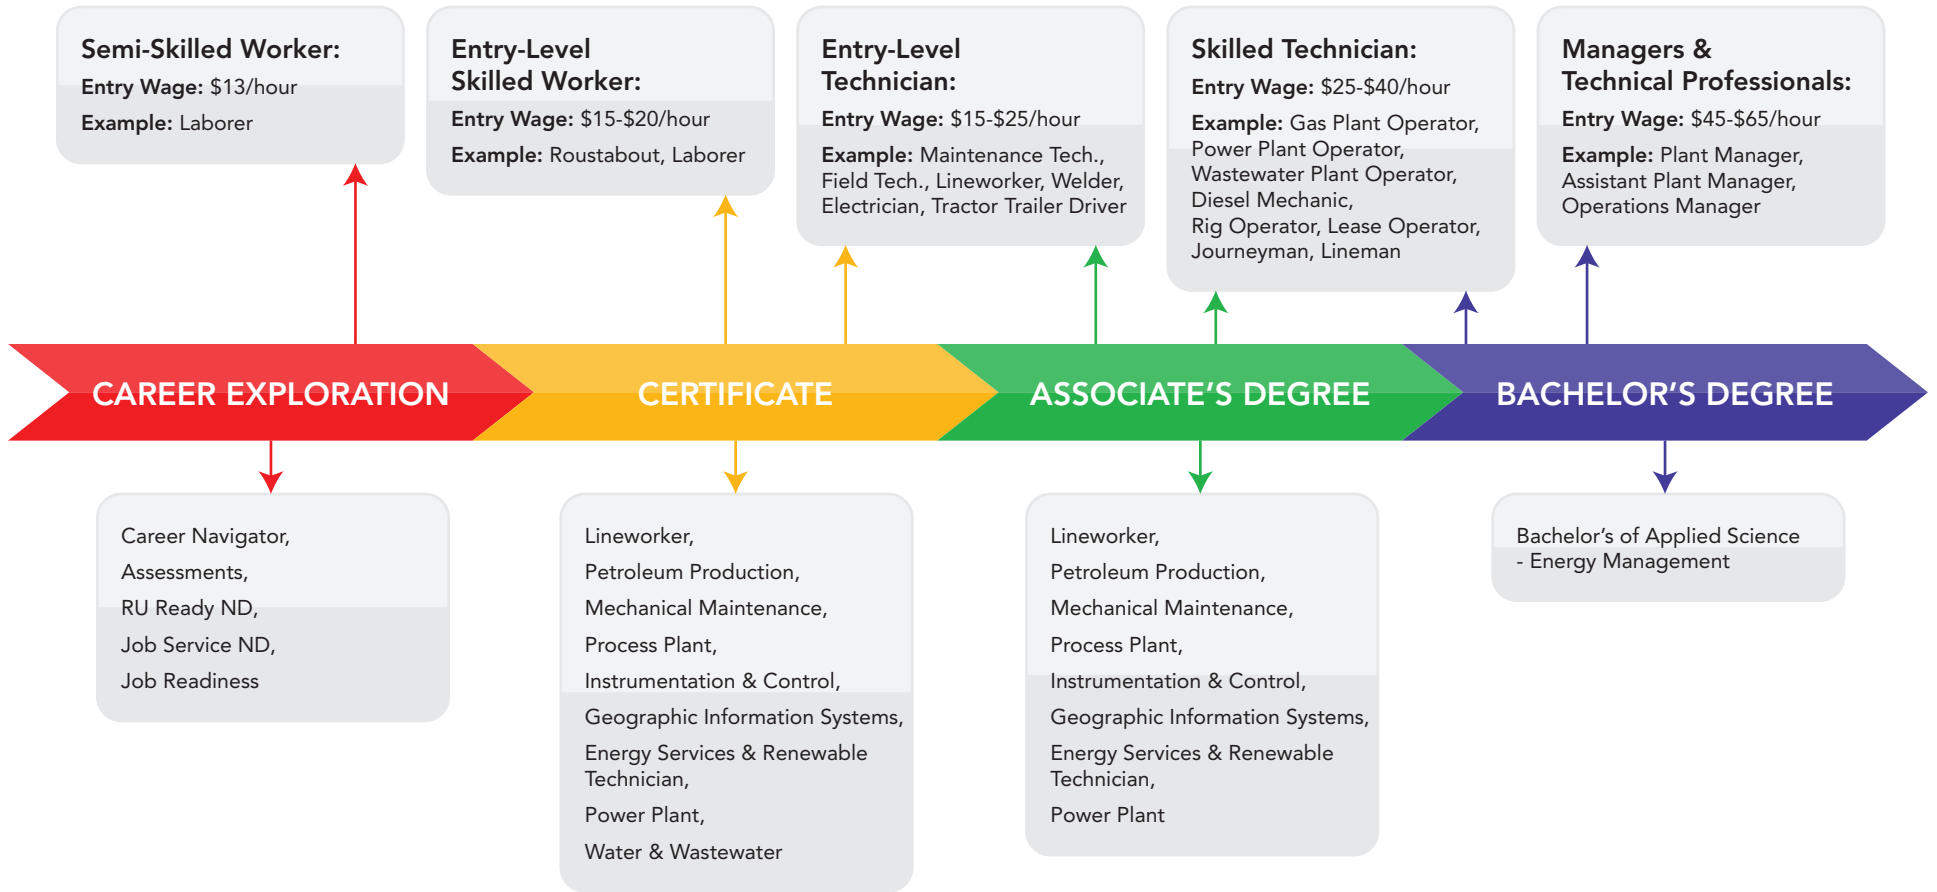 Semi-Skilled Worker:
Entry Wage: $13/hour
Example: Laborer
Entry-Level
Skilled Worker:
Entry Wage: $15-$20/hour
Example: Roustabout, Laborer
Entry-Level
Technician:
Entry Wage: $15-$25/hour
Example: Maintenance Tech.,
Field Tech., Lineworker, Welder,
Electrician, Tractor Trailer Driver
Skilled Technician:
Entry Wage: $25-$40/hour
Example: Gas Plant Operator,
Power Plant Operator,
Wastewater Plant Operator,
Diesel Mechanic,
Rig Operator, Lease Operator,
Journeyman, Lineman
Managers &
Technical Professionals:
Entry Wage: $45-$65/hour
Example: Plant Manager,
Assistant Plant Manager,
Operations Manager
CAREER EXPLORATION
CERTIFICATE
ASSOCIATE'S DEGREE
BACHELOR'S DEGREE
Career Navigator,
Assessments,
RU Ready ND,
Job Service ND,
Job Readiness
Lineworker,
Petroleum Production,
Mechanical Maintenance,
Process Plant,
Instrumentation & Control,
Geographic Information Systems,
Energy Services & Renewable
Technician,
Power Plant,
Water & Wastewater
Lineworker,
Petroleum Production,
Mechanical Maintenance,
Process Plant,
Instrumentation & Control,
Geographic Information Systems,
Energy Services & Renewable
Technician,
Power Plant
Bachelor's of Applied Science
- Energy Management